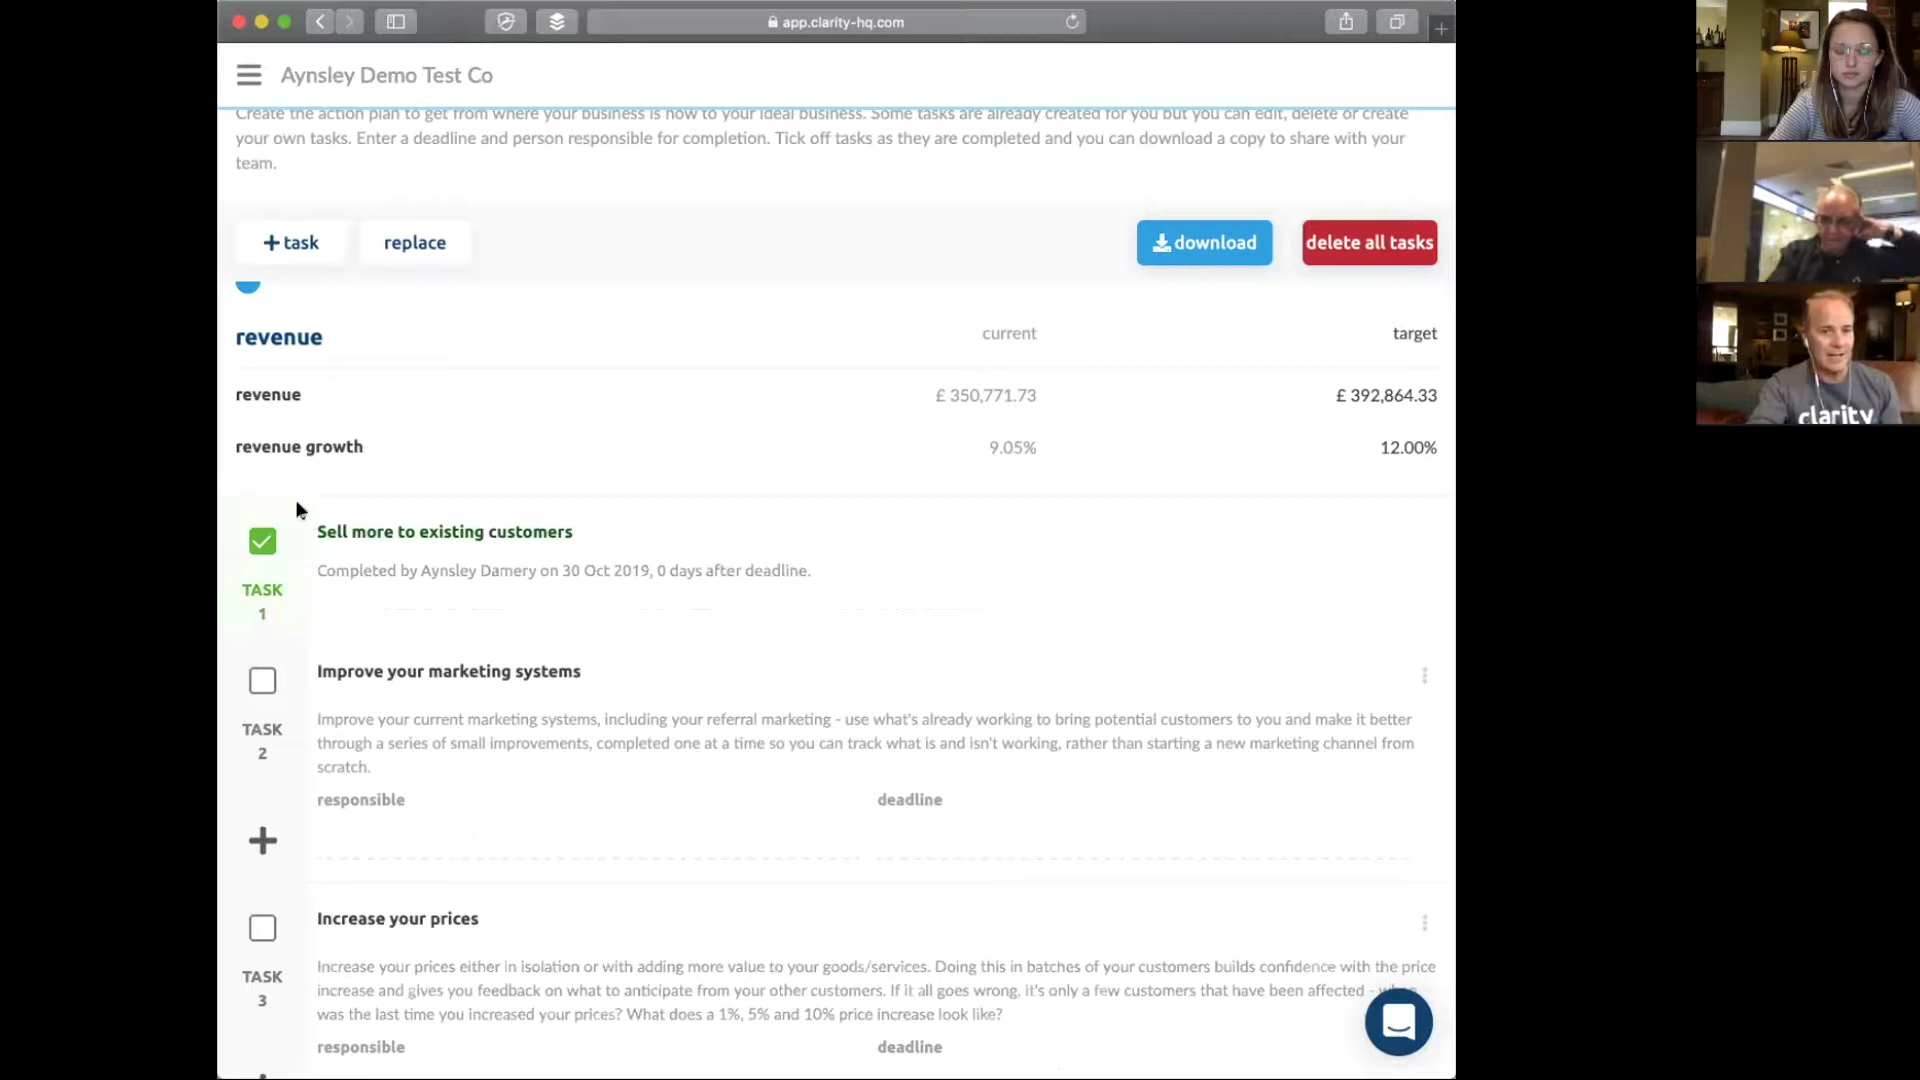 app.clarity-hq.com
Aynsley Demo Test Co
Create the action plan to get from where your business is now to your ideal business. Some tasks are already created for you but you can edit, delete or create
your own tasks. Enter a deadline and person responsible for completion. Tick off tasks as they are completed and you can download a copy to share with your
team.
+ task replace download delete all tasks
revenue current target
revenue £ 350,771.73 £ 392,864.33
revenue growth 9.05% 12.00%
Sell more to existing customers
Completed by Aynsley Damery on 30 Oct 2019, 0 days after deadline.
TASK
1
Improve your marketing systems
TASK
2
Improve your current marketing systems, including your referral marketing - use what's already working to bring potential customers to you and make it better
through a series of small improvements, completed one at a time so you can track what is and isn't working, rather than starting a new marketing channel from
scratch.
responsible deadline
Increase your prices
TASK
3
Increase your prices either in isolation or with adding more value to your goods/services. Doing this in batches of your customers builds confidence with the price
increase and gives you feedback on what to anticipate from your other customers. If it all goes wrong, it's only a few customers that have been affected -
was the last time you increased your prices? What does a 1%, 5% and 10% price increase look like?
responsible deadline
clarity